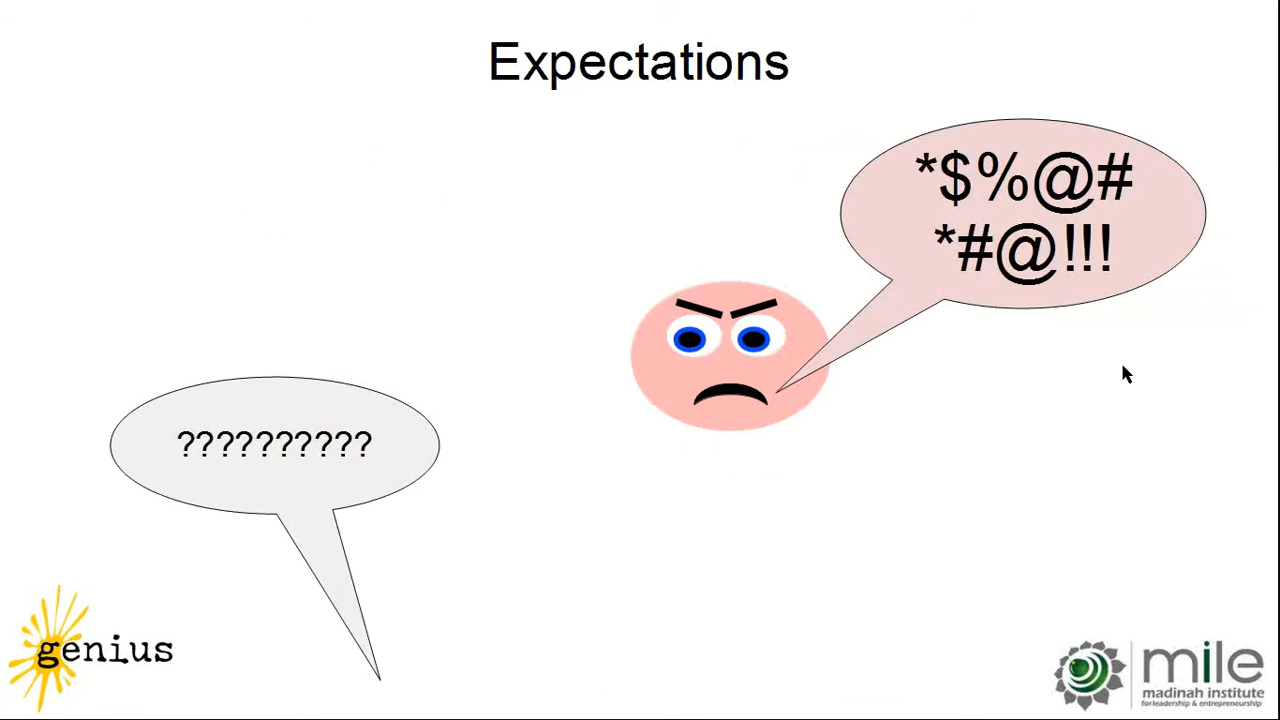 Expectations
*$%@#
*#@!!!
??????????
genius
mile
madinah institute
for leadership & entrepreneurship